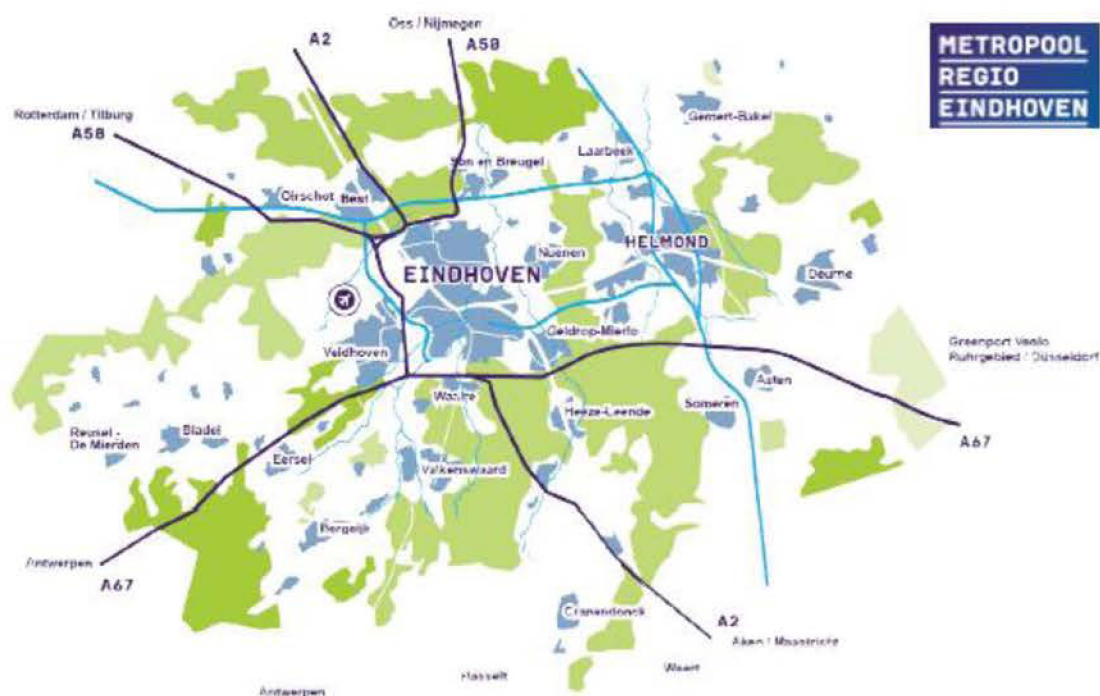 Oss / Nijmegen
A2
A50
METROPOOL
REGIO
EINDHOVEN
Rotterdam / Tilburg
A58
Gemert-Bakel
Laarbeek
Son en Breugel
Oirschot
Best
HELMOND
Nuenen
EINDHOVEN
Deurne
Geldrop-Mierlo
Veldhoven
Greenport Venlo
Ruhrgebied / Düsseldorf
Asten
Waalre
Someren
Heeze-Leende
Reusel -
De Mierden
Bladel
A67
Eersel
Valkenswaard
Bergeijk
Antwerpen
A67
Cranendonck
A2
Aken / Maastricht
Weert
Hasselt
Antwerpen